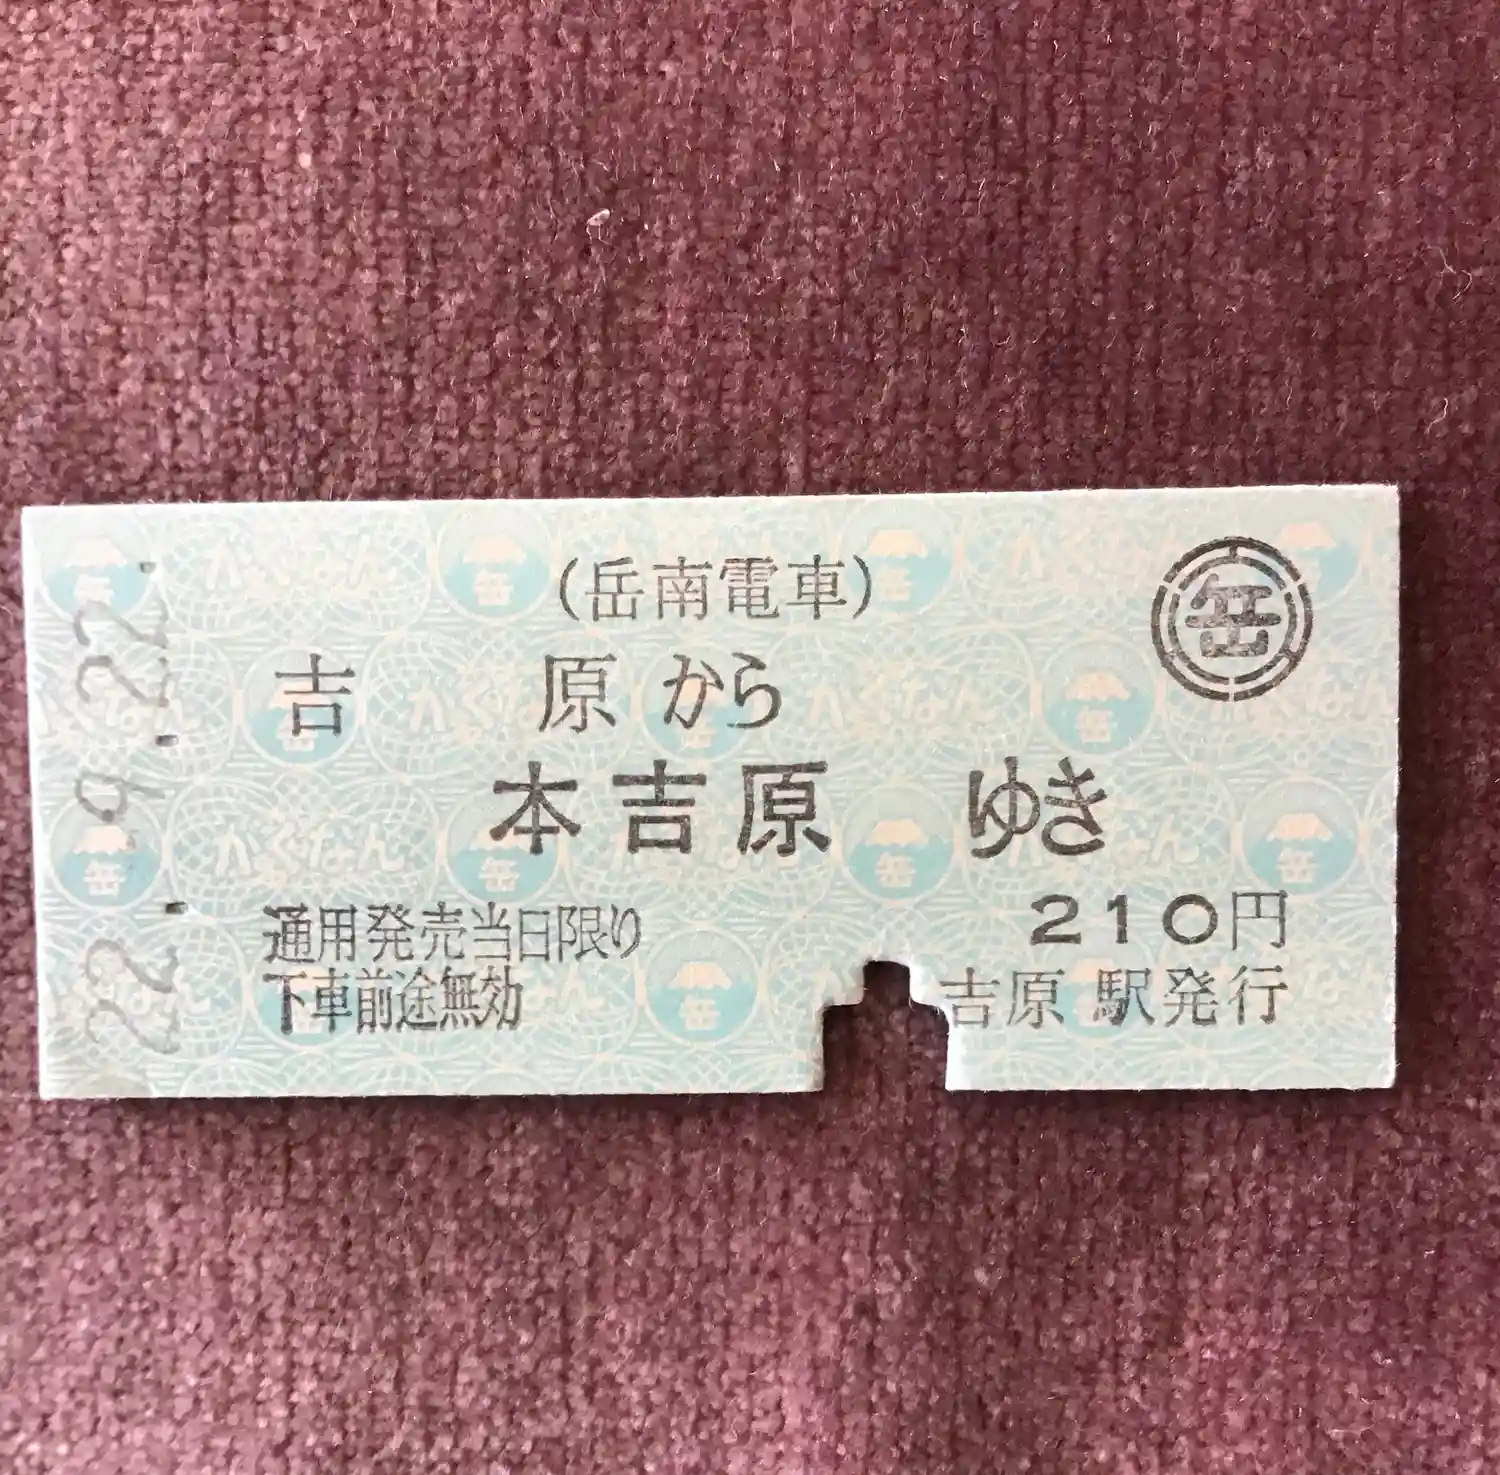 22.-9.22.
(岳南電車)
岳
吉 原 から
本吉原 ゆき
通用発売当日限り
210円
下車前途無効
吉原 駅発行